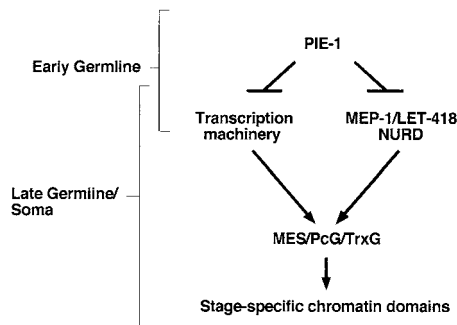 PIE-1
Early Germline
Transcription
machinery
MEP-1/LET-418
NURD
Late Germline/
Soma
MES/PcG/TrxG
Stage-specific chromatin domains